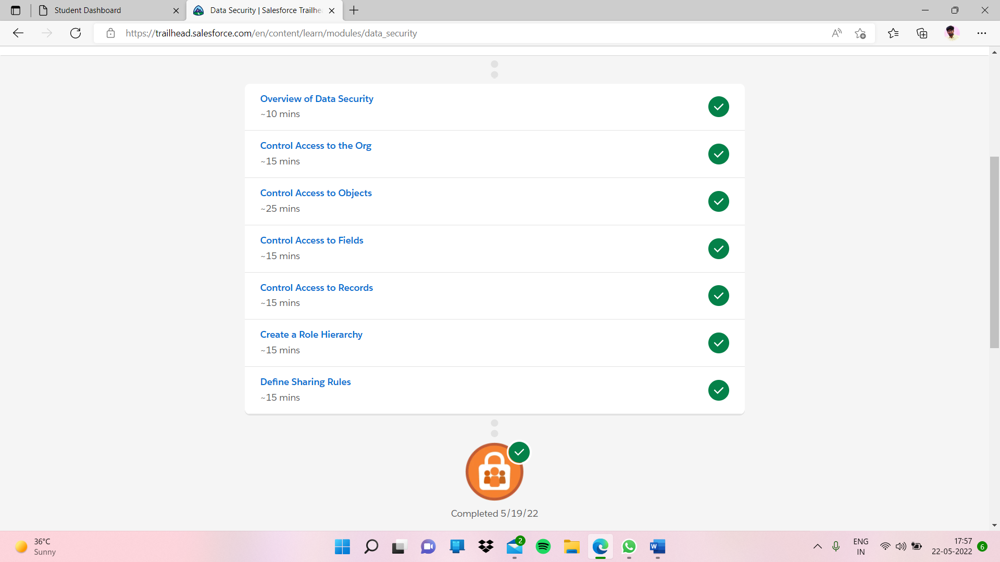 Student Dashboard
Data Security | Salesforce Trailhe
https://trailhead.salesforce.com/en/content/learn/modules/data_security
Overview of Data Security
~10 mins
Control Access to the Org
~15 mins
Control Access to Objects
~25 mins
Control Access to Fields
~15 mins
Control Access to Records
~15 mins
Create a Role Hierarchy
~15 mins
Define Sharing Rules
~15 mins
Completed 5/19/22
36°C
Sunny
2
W
ENG
IN
17:57
22-05-2022
6